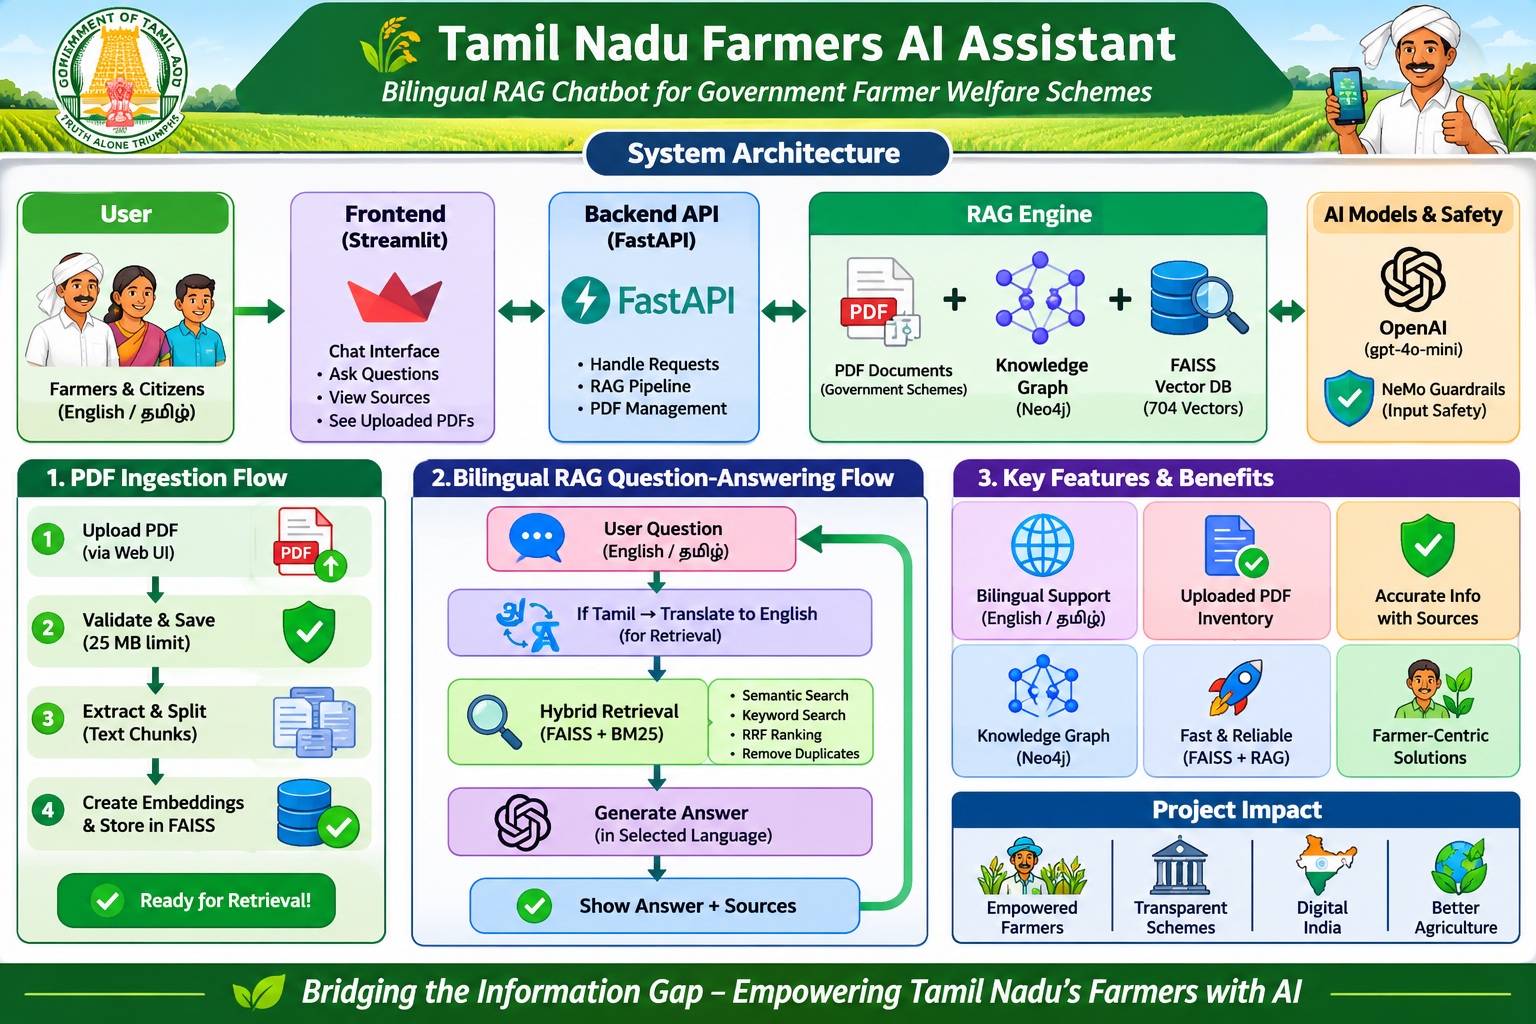 GOHIENMENT OF TAMIL AOD
TRUTH ALONE TRIUMPHS
Tamil Nadu Farmers AI Assistant
Bilingual RAG Chatbot for Government Farmer Welfare Schemes
System Architecture
User
Farmers & Citizens
(English / தமிழ்)
Frontend
(Streamlit)
Chat Interface
• Ask Questions
• View Sources
• See Uploaded PDFs
Backend API
(FastAPI)
FastAPI
• Handle Requests
• RAG Pipeline
• PDF Management
RAG Engine
PDF
+
+
PDF Documents
(Government Schemes)
Knowledge
Graph
(Neo4j)
FAISS
Vector DB
(704 Vectors)
AI Models & Safety
OpenAI
(gpt-4o-mini)
NeMo Guardrails
(Input Safety)
1. PDF Ingestion Flow
1
Upload PDF
(via Web UI)
PDF
2
Validate & Save
(25 MB limit)
3
Extract & Split
(Text Chunks)
4
Create Embeddings
& Store in FAISS
Ready for Retrieval!
2.Bilingual RAG Question-Answering Flow
User Question
(English / தமிழ்)
If Tamil → Translate to English
(for Retrieval)
Hybrid Retrieval
(FAISS + BM25)
• Semantic Search
• Keyword Search
• RRF Ranking
• Remove Duplicates
Generate Answer
(in Selected Language)
Show Answer + Sources
3. Key Features & Benefits
Bilingual Support
(English / தமிழ்)
Uploaded PDF
Inventory
Accurate Info
with Sources
Knowledge Graph
(Neo4j)
Fast & Reliable
(FAISS + RAG)
Farmer-Centric
Solutions
Project Impact
Empowered
Farmers
Transparent
Schemes
Digital
India
Better
Agriculture
Bridging the Information Gap – Empowering Tamil Nadu's Farmers with AI